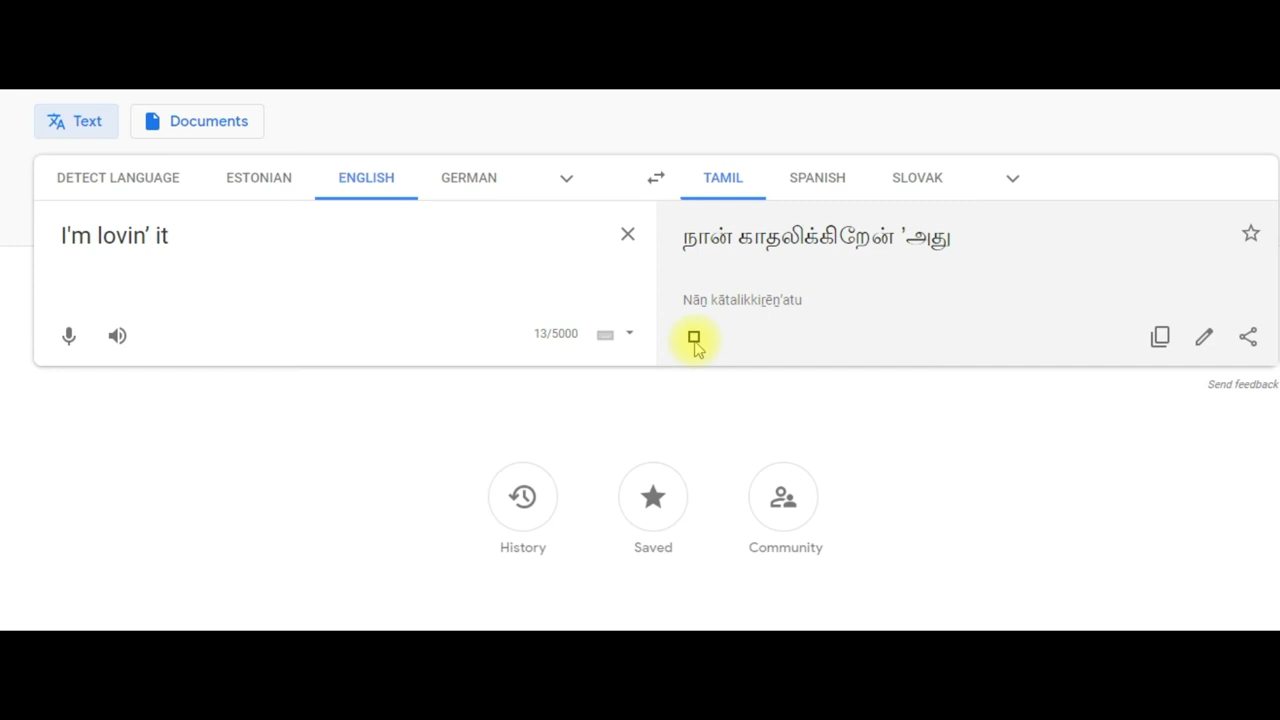 Text
Documents
DETECT LANGUAGE ESTONIAN ENGLISH GERMAN TAMIL SPANISH SLOVAK
I'm lovin’ it
நான் காதலிக்கிறேன் ’அது
Nāṉ kātalikkiṟēṉ’atu
13/5000
Send feedback
History Saved Community